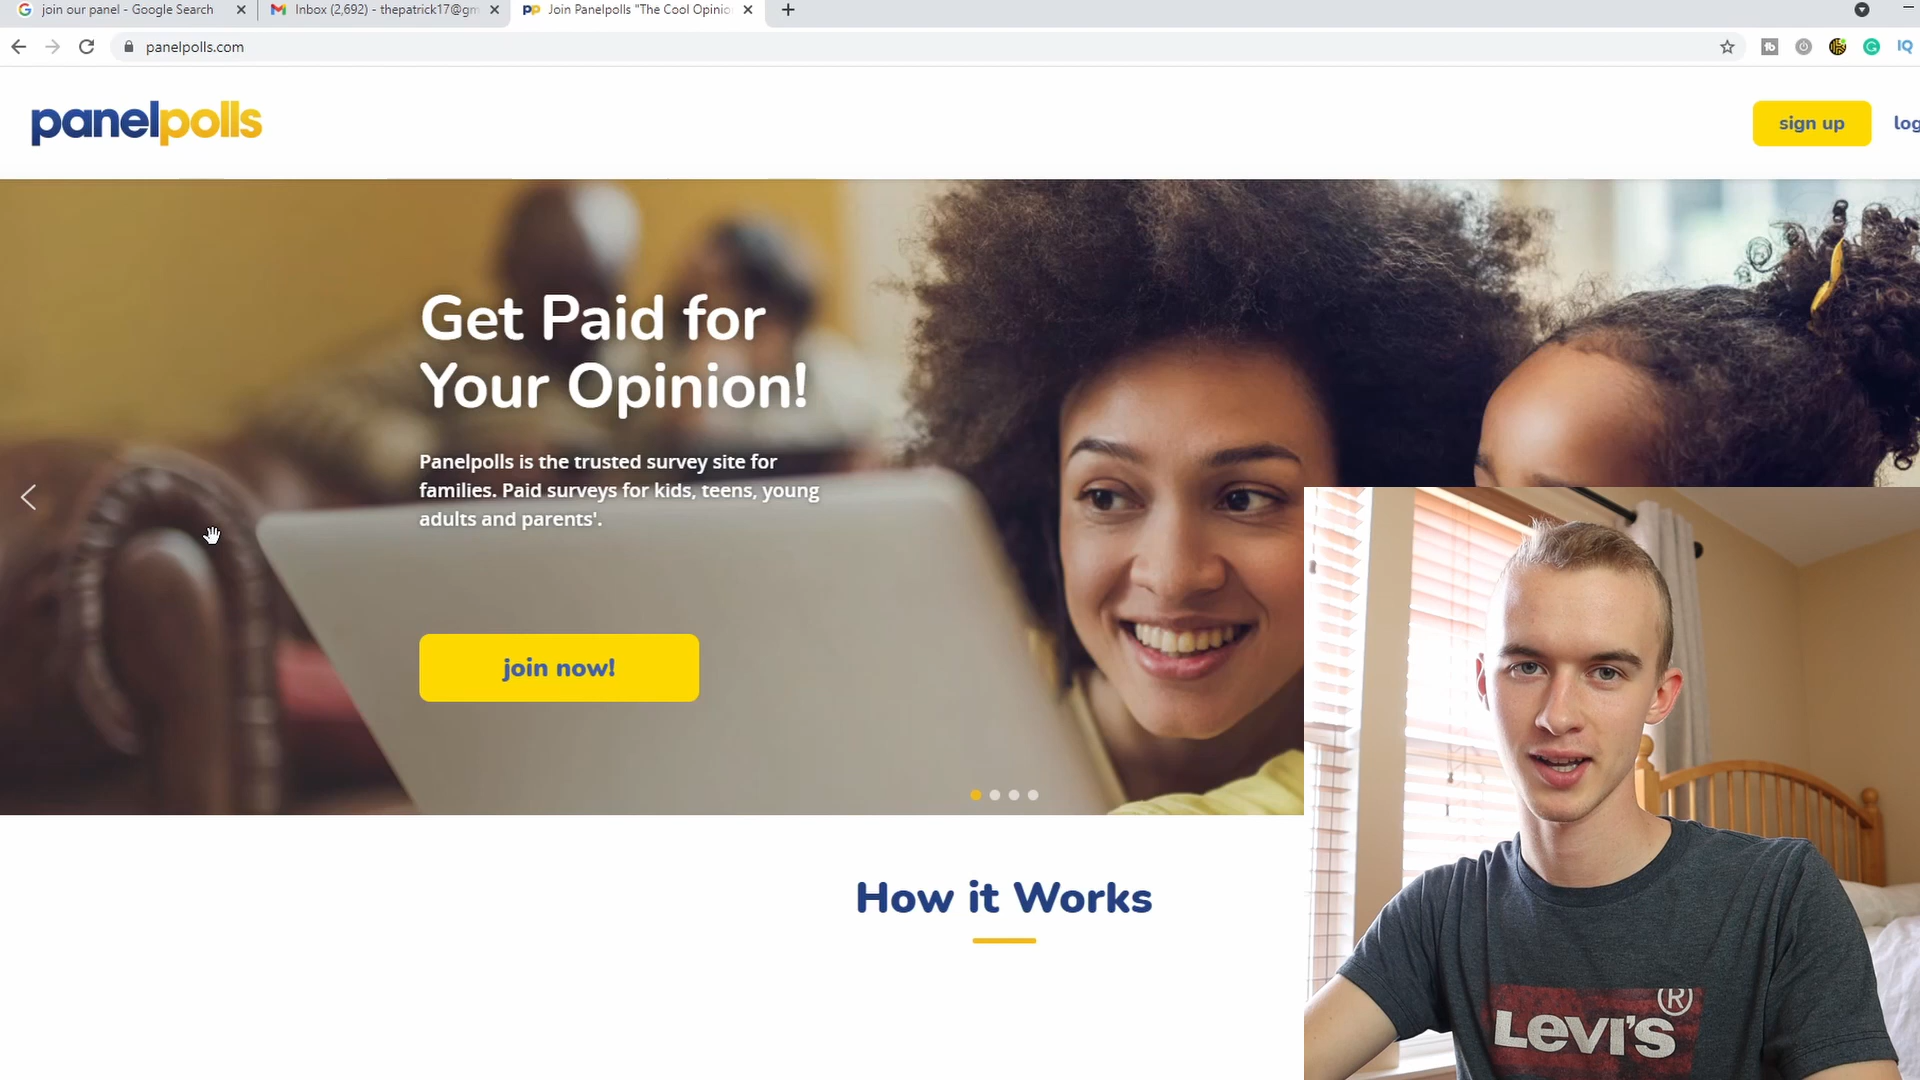 join our panel - Google Search
Inbox (2,692) - thepatrick17@gm
Join Panelpolls "The Cool Opinio
panelpolls.com
panelpolls
sign up
log
Get Paid for
Your Opinion!
Panelpolls is the trusted survey site for
families. Paid surveys for kids, teens, young
adults and parents'.
join now!
How it Works
LEVI'S®